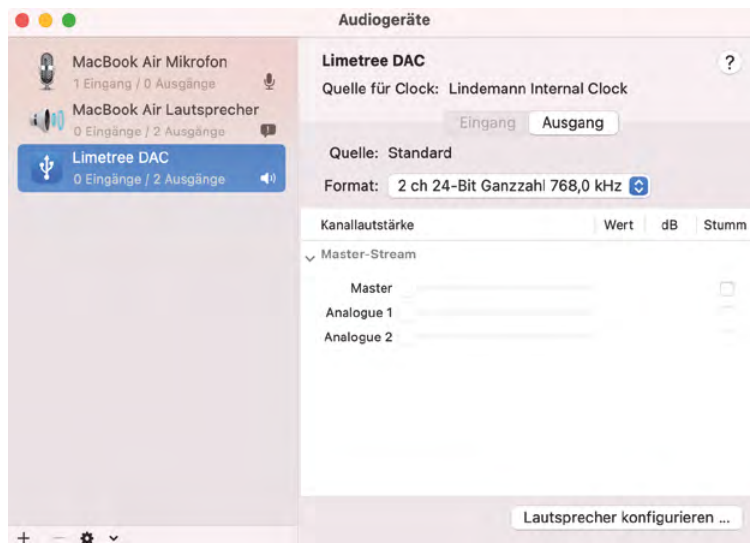 Audiogeräte
MacBook Air Mikrofon
1 Eingang / 0 Ausgänge
MacBook Air Lautsprecher
0 Eingänge / 2 Ausgänge
Limetree DAC
0 Eingänge / 2 Ausgänge
Limetree DAC
?
Quelle für Clock: Lindemann Internal Clock
Eingang Ausgang
Quelle: Standard
Format: 2 ch 24-Bit Ganzzahl 768,0 kHz
Kanallautstärke Wert dB Stumm
Master-Stream
Master
Analogue 1
Analogue 2
Lautsprecher konfigurieren ...